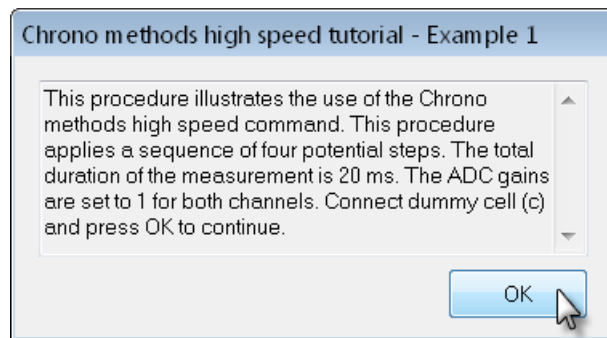 Chrono methods high speed tutorial - Example 1
This procedure illustrates the use of the Chrono
methods high speed command. This procedure
applies a sequence of four potential steps. The total
duration of the measurement is 20 ms. The ADC gains
are set to 1 for both channels. Connect dummy cell (c)
and press OK to continue.
OK